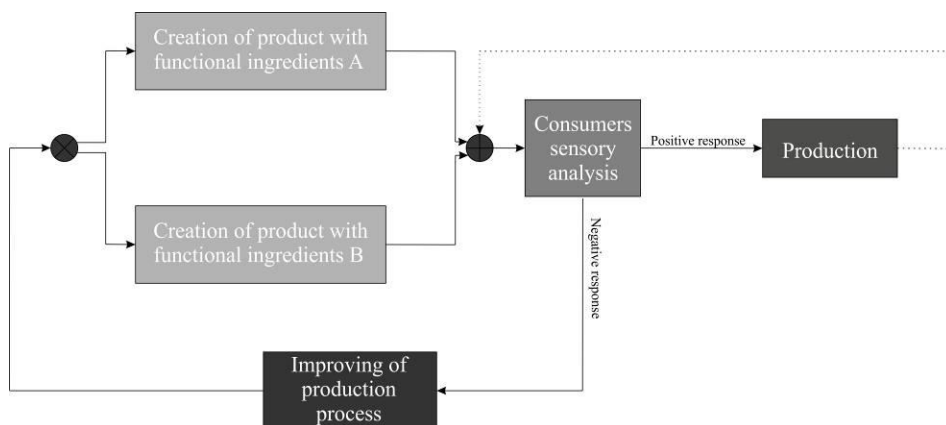 Creation of product with
functional ingredients A
Consumers
sensory
analysis
Positive response
Production
Creation of product with
functional ingredients B
Negative response
Improving of
production
process